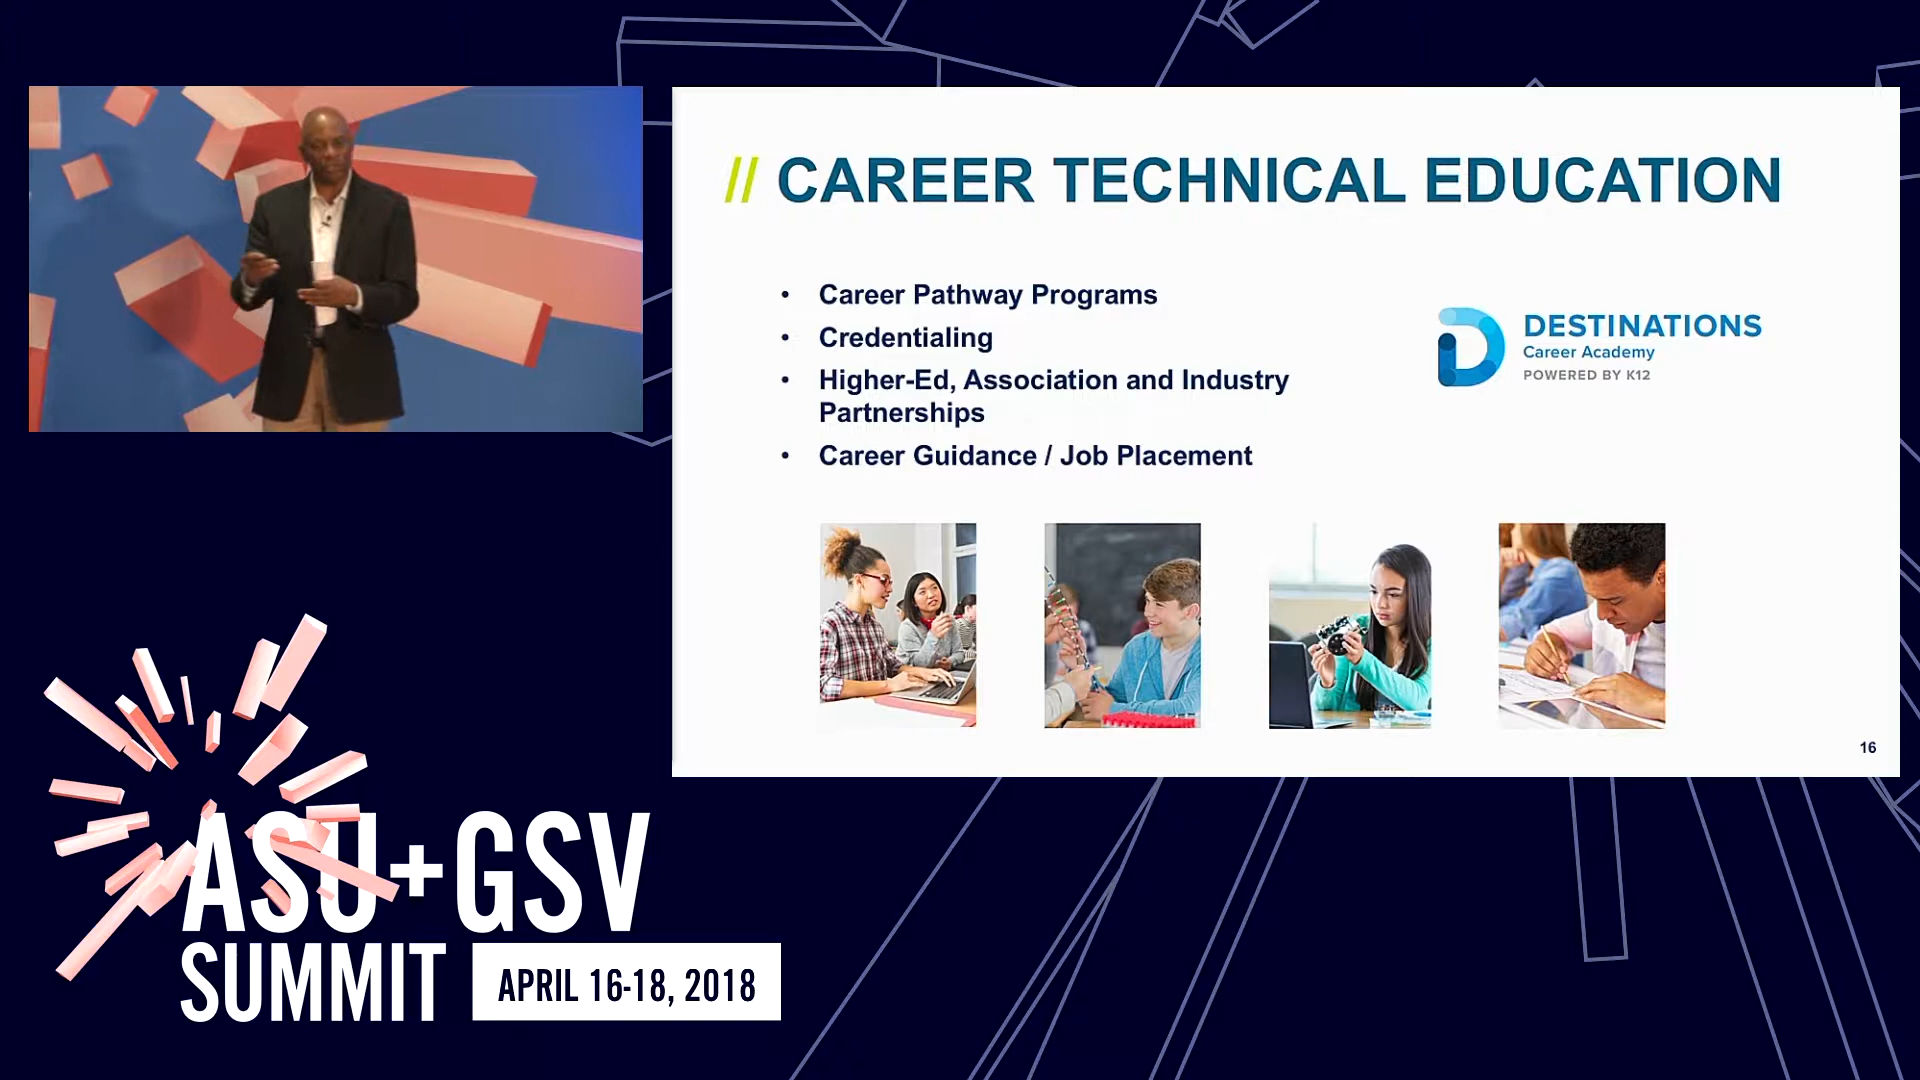 // CAREER TECHNICAL EDUCATION
• Career Pathway Programs
• Credentialing
• Higher-Ed, Association and Industry
Partnerships
• Career Guidance / Job Placement
DESTINATIONS
Career Academy
POWERED BY K12
16
ASU+GSV
SUMMIT
APRIL 16-18, 2018